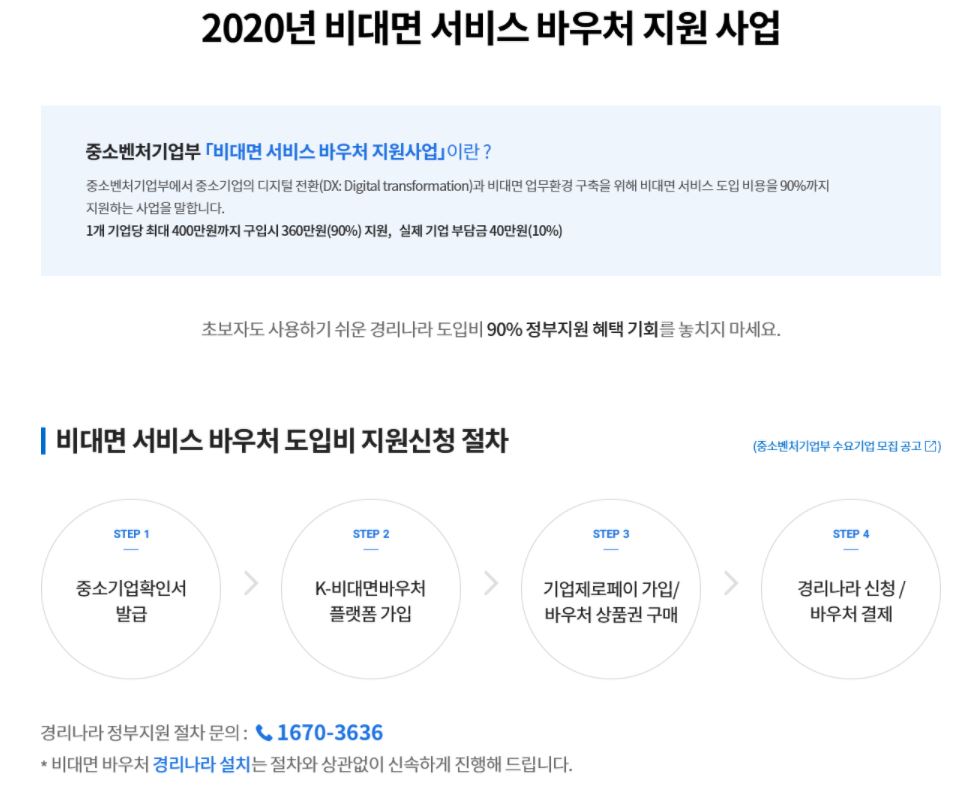 2020년 비대면 서비스 바우처 지원 사업
중소벤처기업부 「비대면 서비스 바우처 지원사업」이란 ?
중소벤처기업부에서 중소기업의 디지털 전환(DX: Digital transformation)과 비대면 업무환경 구축을 위해 비대면 서비스 도입 비용을 90%까지
지원하는 사업을 말합니다.
1개 기업당 최대 400만원까지 구입시 360만원(90%) 지원, 실제 기업 부담금 40만원(10%)
초보자도 사용하기 쉬운 경리나라 도입비 90% 정부지원 혜택 기회를 놓치지 마세요.
비대면 서비스 바우처 도입비 지원신청 절차
(중소벤처기업부 수요기업 모집 공고)
STEP 1
중소기업확인서
발급
STEP 2
K-비대면바우처
플랫폼 가입
STEP 3
기업제로페이 가입/
바우처 상품권 구매
STEP 4
경리나라 신청 /
바우처 결제
경리나라 정부지원 절차 문의 : 1670-3636
* 비대면 바우처 경리나라 설치는 절차와 상관없이 신속하게 진행해 드립니다.